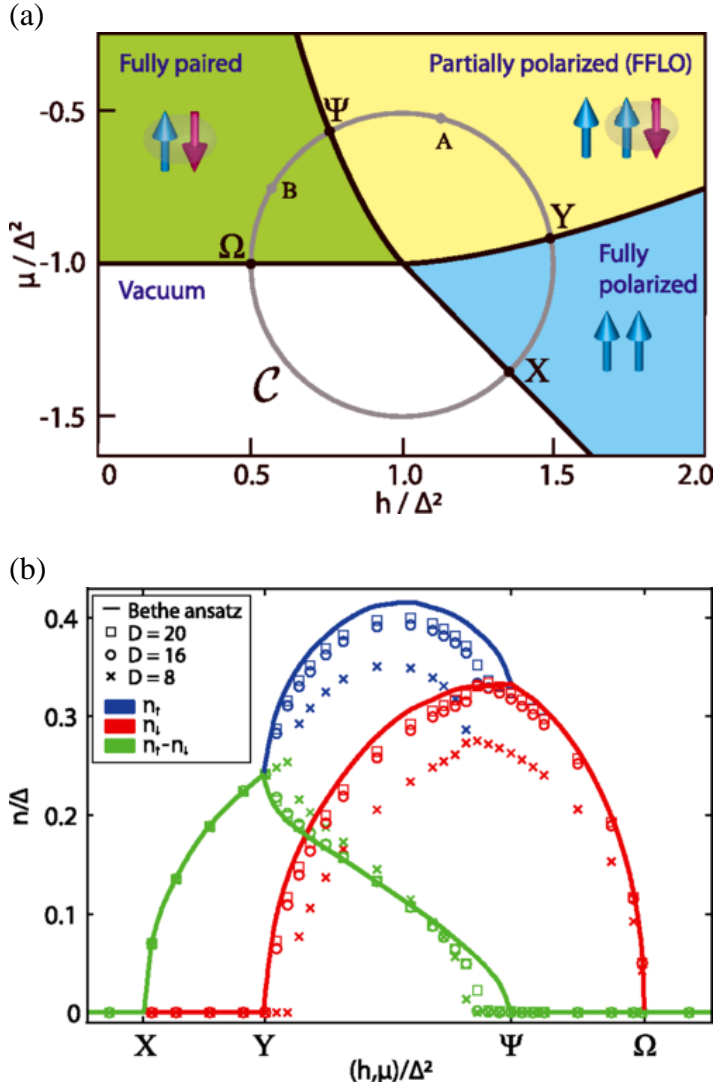 (a)
Fully paired
Partially polarized (FFLO)
Ψ
A
B
Y
Ω
Vacuum
Fully
polarized
C
X
-0.5
-1.0
-1.5
μ/Δ²
0
0.5
1.0
1.5
2.0
h/Δ²
(b)
Bethe ansatz
D = 20
D = 16
D = 8
n↑
n↓
n↑-n↓
0.4
0.3
0.2
0.1
0
n/Δ
X
Y
Ψ
Ω
(h,μ)/Δ²